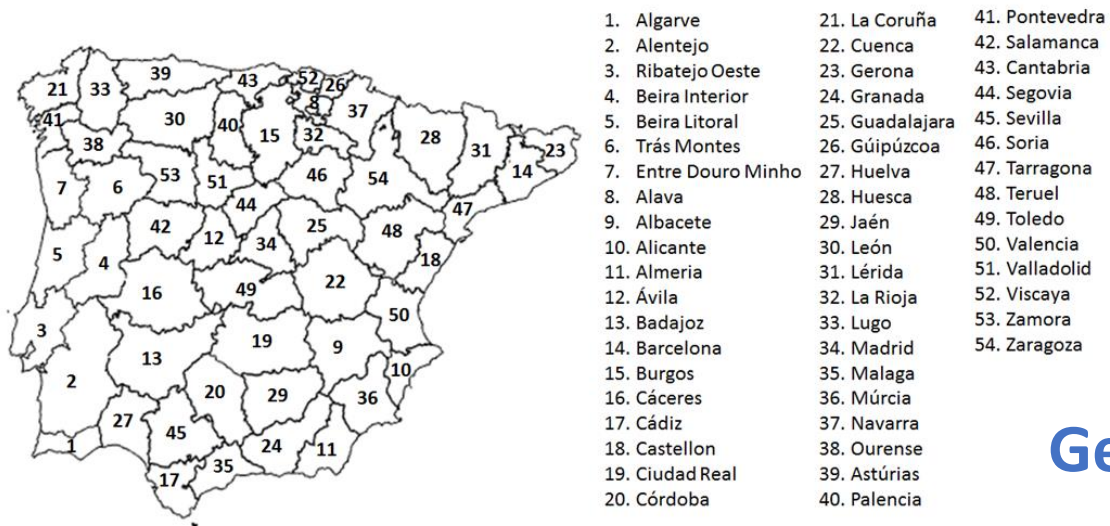 1. Algarve
2. Alentejo
3. Ribatejo Oeste
4. Beira Interior
5. Beira Litoral
6. Trás Montes
7. Entre Douro Minho
8. Alava
9. Albacete
10. Alicante
11. Almeria
12. Ávila
13. Badajoz
14. Barcelona
15. Burgos
16. Cáceres
17. Cádiz
18. Castellon
19. Ciudad Real
20. Córdoba
21. La Coruña
22. Cuenca
23. Gerona
24. Granada
25. Guadalajara
26. Gúipúzcoa
27. Huelva
28. Huesca
29. Jaén
30. León
31. Lérida
32. La Rioja
33. Lugo
34. Madrid
35. Malaga
36. Múrcia
37. Navarra
38. Ourense
39. Astúrias
40. Palencia
41. Pontevedra
42. Salamanca
43. Cantabria
44. Segovia
45. Sevilla
46. Soria
47. Tarragona
48. Teruel
49. Toledo
50. Valencia
51. Valladolid
52. Viscaya
53. Zamora
54. Zaragoza
39
52
43
26
21
33
8
37
41
30
40
15
32
28
38
31
23
14
7
6
53
51
46
54
44
47
42
12
34
25
48
5
4
18
16
49
22
50
3
19
9
13
10
2
20
29
36
27
45
1
24
11
35
17
Ge